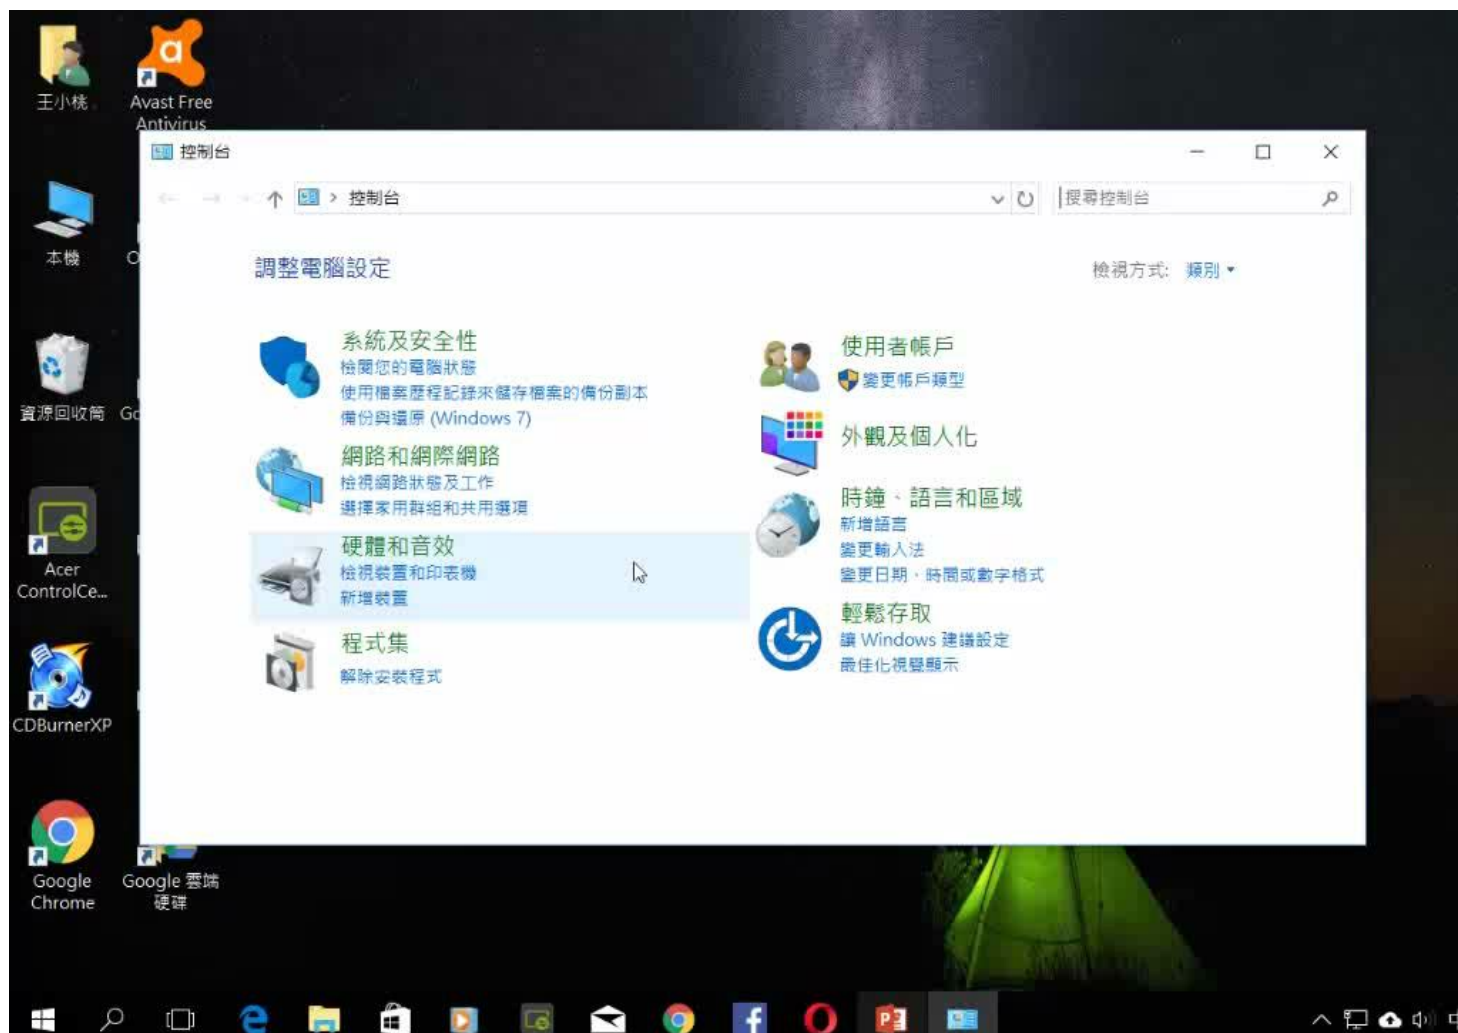 王小桃
Avast Free
Antivirus
控制台
控制台
搜尋控制台
本機
調整電腦設定
檢視方式: 類別
系統及安全性
檢閱您的電腦狀態
使用檔案歷程記錄來儲存檔案的備份副本
備份與還原 (Windows 7)
使用者帳戶
變更帳戶類型
資源回收筒
網路和網際網路
檢視網路狀態及工作
選擇家用群組和共用選項
外觀及個人化
時鐘、語言和區域
新增語言
變更輸入法
變更日期、時間或數字格式
硬體和音效
檢視裝置和印表機
新增裝置
Acer
ControlCe...
程式集
解除安裝程式
輕鬆存取
讓 Windows 建議設定
最佳化視覺顯示
CDBurnerXP
Google
Chrome
Google 雲端
硬碟